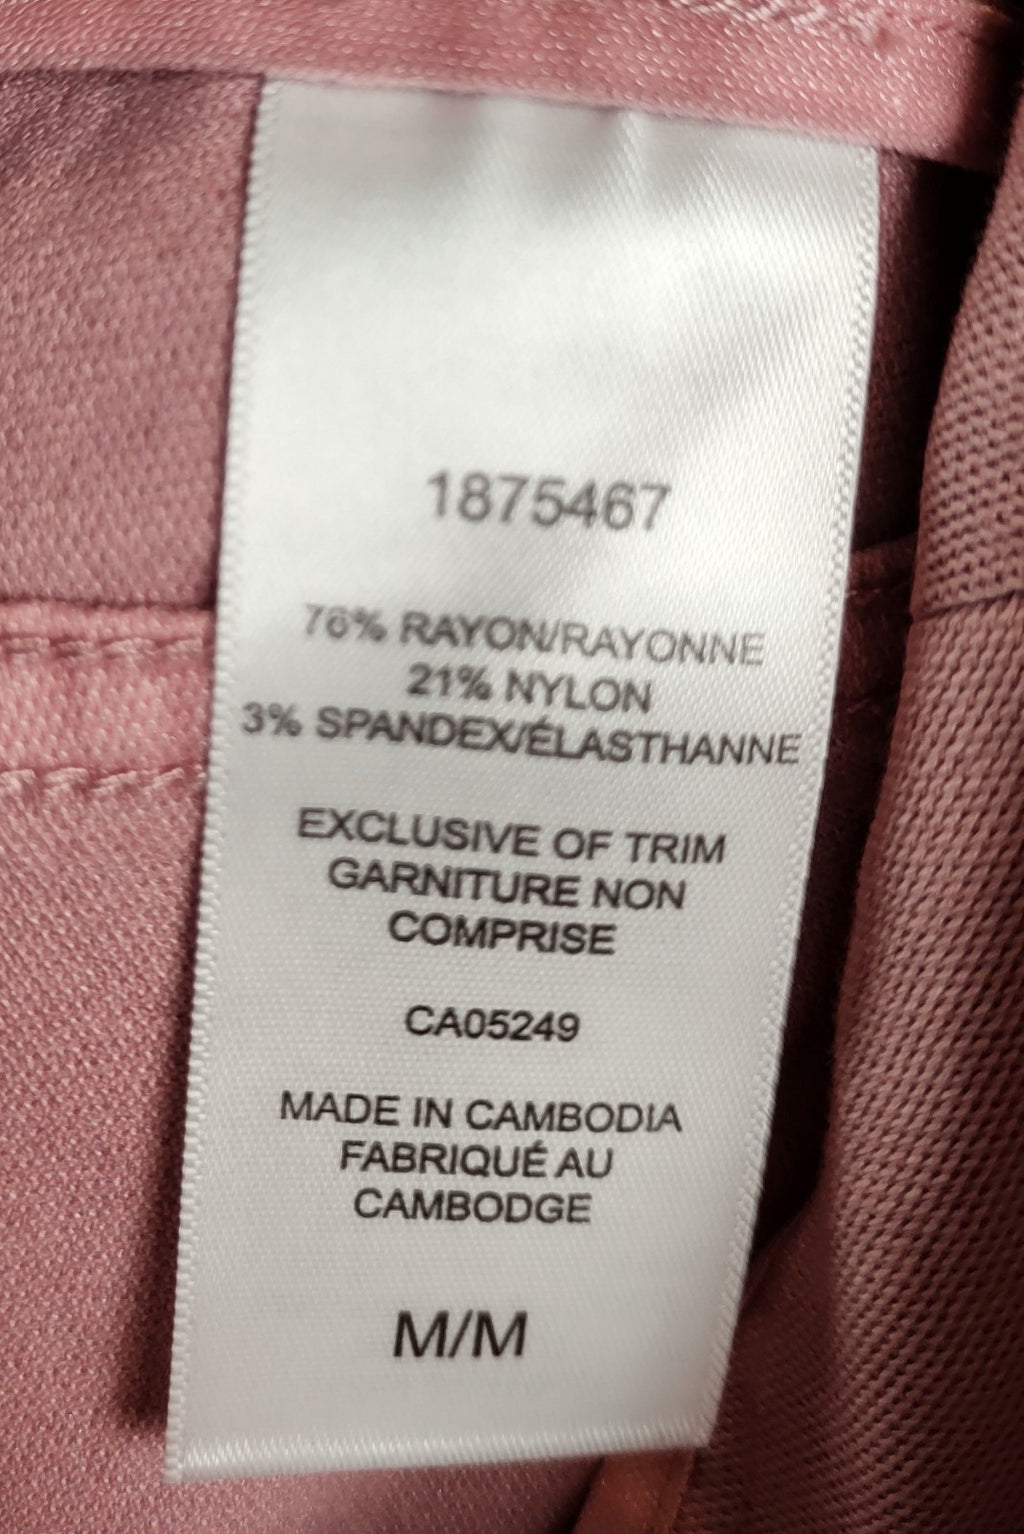 1875467
76% RAYON/RAYONNE
21% NYLON
3% SPANDEX/ÉLASTHANNE
EXCLUSIVE OF TRIM
GARNITURE NON
COMPRISE
CA05249
MADE IN CAMBODIA
FABRIQUÉ AU
CAMBODGE
M/M